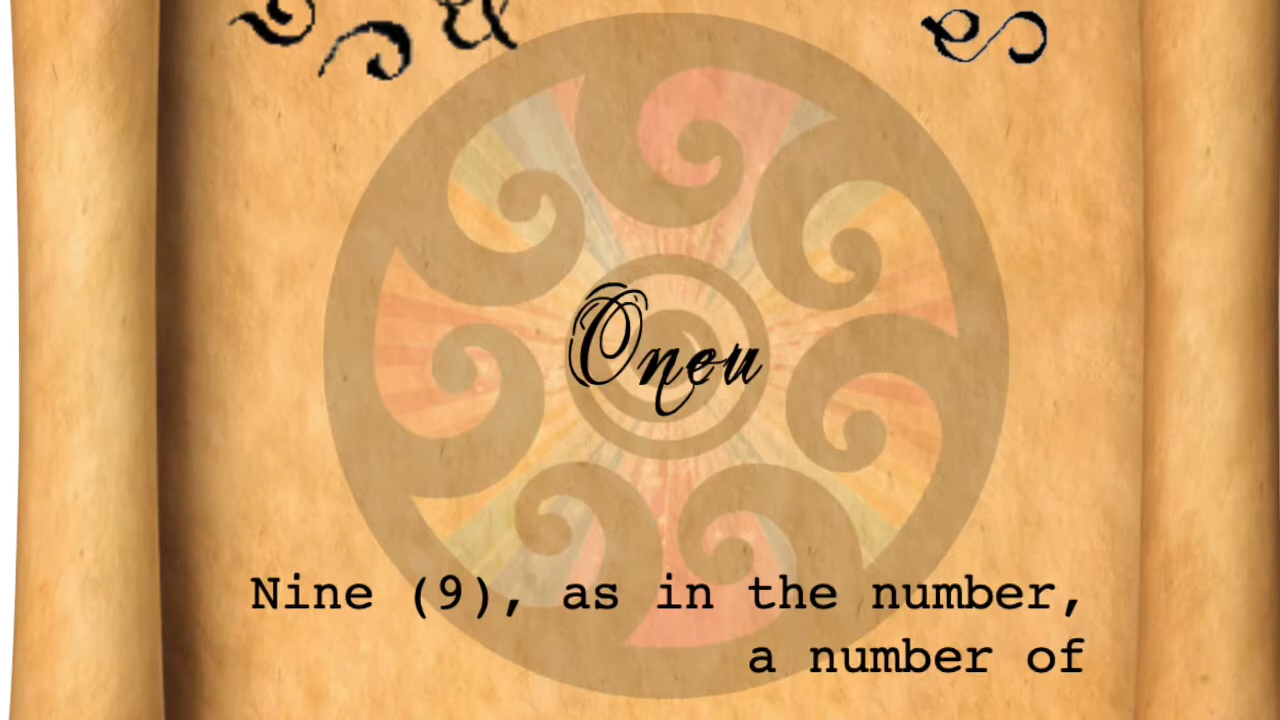 Oneu
Nine (9), as in the number,
a number of